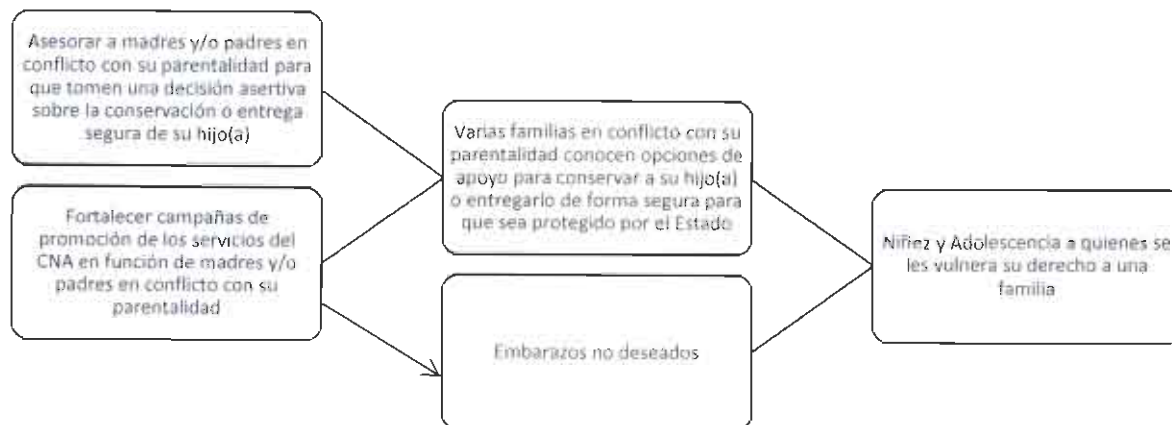 Asesorar a madres y/o padres en
conflicto con su parentalidad para
que tomen una decisión asertiva
sobre la conservación o entrega
segura de su hijo(a)
Fortalecer campañas de
promoción de los servicios del
CNA en función de madres y/o
padres en conflicto con su
parentalidad
Varias familias en conflicto con su
parentalidad conocen opciones de
apoyo para conservar a su hijo(a)
o entregarlo de forma segura para
que sea protegido por el Estado
Embarazos no deseados
Niñez y Adolescencia a quienes se
les vulnera su derecho a una
familia